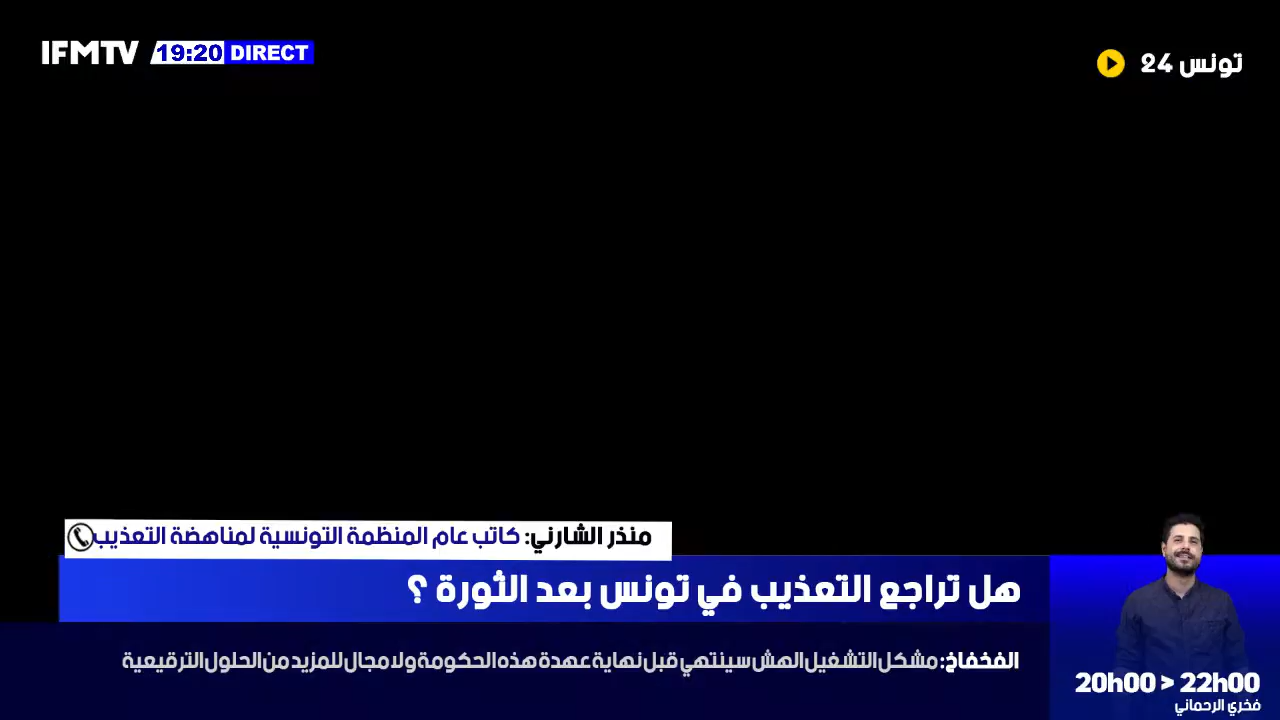 IFMTV 19:20 DIRECT
تونس 24
منذر الشارني: كاتب عام المنظمة التونسية لمناهضة التعذيب
هل تراجع التعذيب في تونس بعد الثورة ؟
الفخفاخ: مشكل التشغيل الهش سينتهي قبل نهاية عهدة هذه الحكومة ولا مجال للمزيد من الحلول الترقيعية
20h00 > 22h00
فخري الرحماني